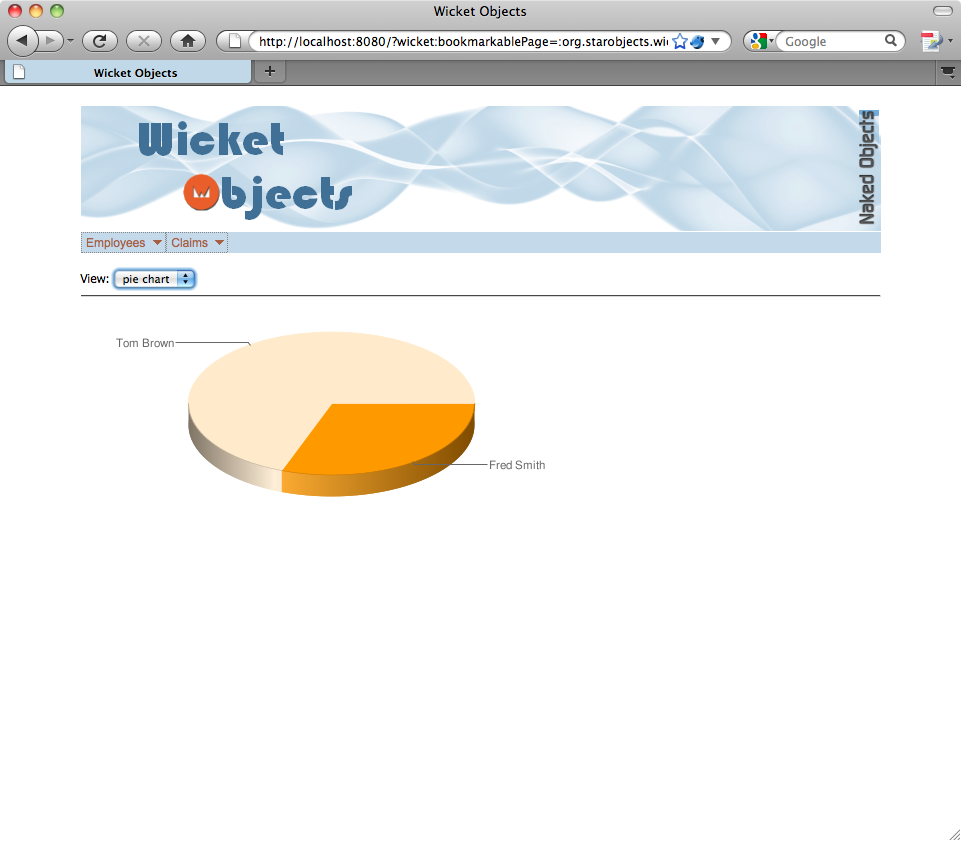 Wicket Objects
http://localhost:8080/?wicket:bookmarkablePage=:org.starobjects.wi
Google
Wicket Objects
Wicket
Objects
Naked Objects
Employees
Claims
View:
pie chart
Tom Brown
Fred Smith